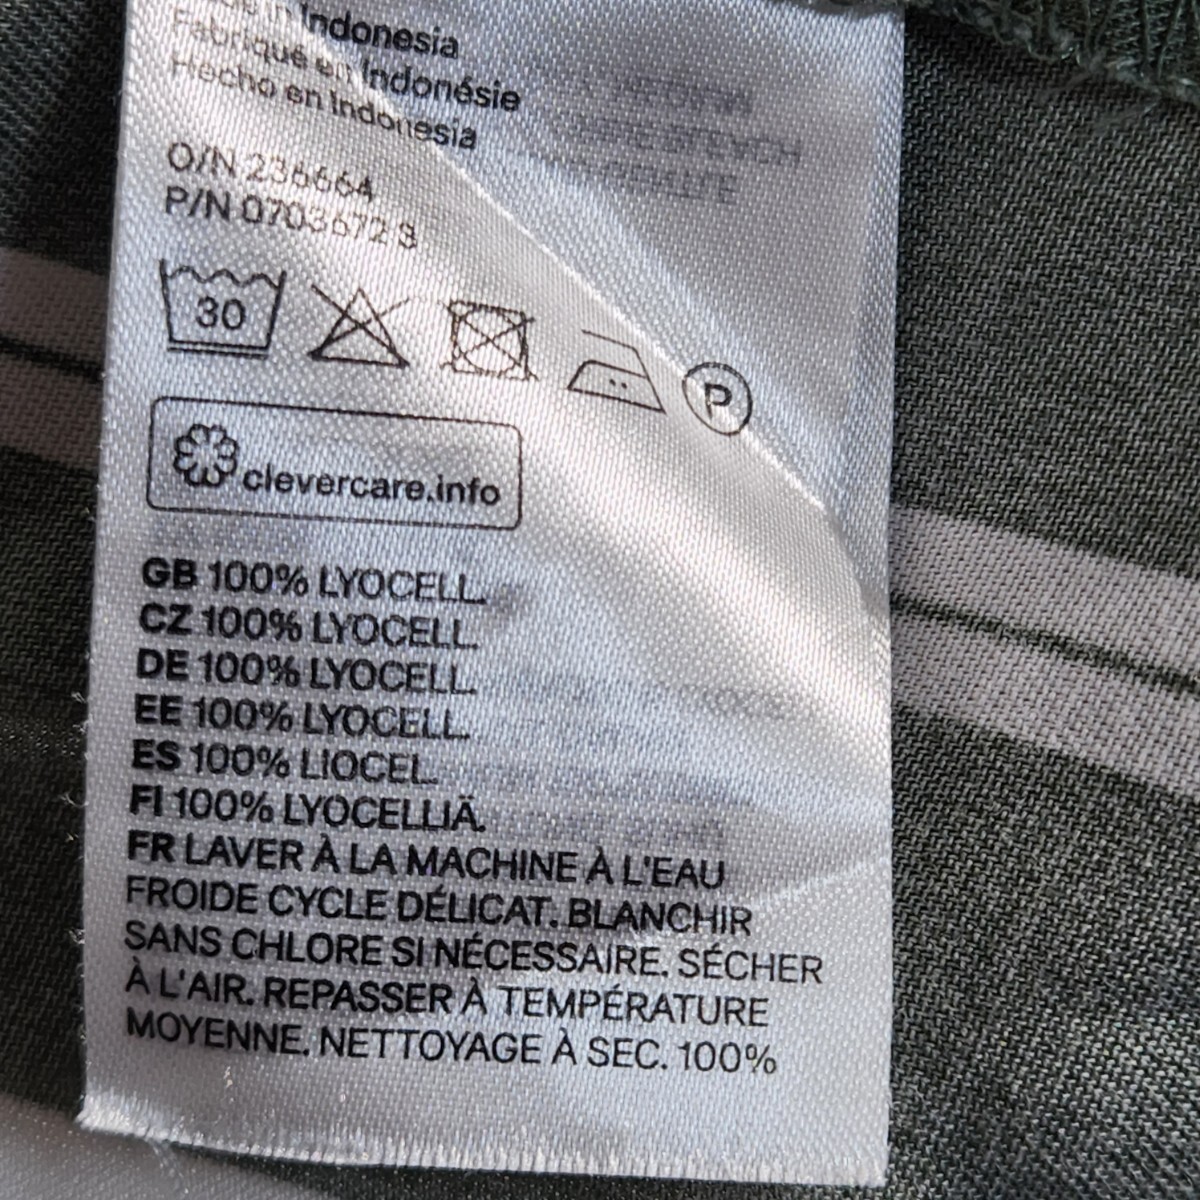 Made in Indonesia
Fabriqué en Indonésie
Hecho en Indonesia
O/N 236664
P/N 0703672 3
30
P
clevercare.info
GB 100% LYOCELL.
CZ 100% LYOCELL.
DE 100% LYOCELL.
EE 100% LYOCELL.
ES 100% LIOCEL.
FI 100% LYOCELLIÄ.
FR LAVER À LA MACHINE À L'EAU
FROIDE CYCLE DÉLICAT. BLANCHIR
SANS CHLORE SI NÉCESSAIRE. SÉCHER
À L'AIR. REPASSER À TEMPÉRATURE
MOYENNE. NETTOYAGE À SEC. 100%